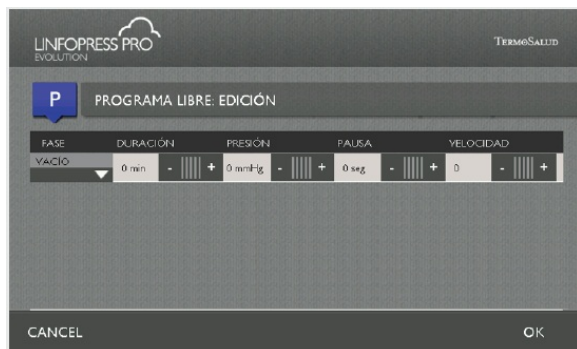 LINFOPRESS PRO
EVOLUTION
TERMOSALUD
P PROGRAMA LIBRE: EDICIÓN
FASE DURACIÓN PRESIÓN PAUSA VELOCIDAD
VACÍO 0 min - + 0 mmHg - + 0 seg - + 0 - +
CANCEL OK